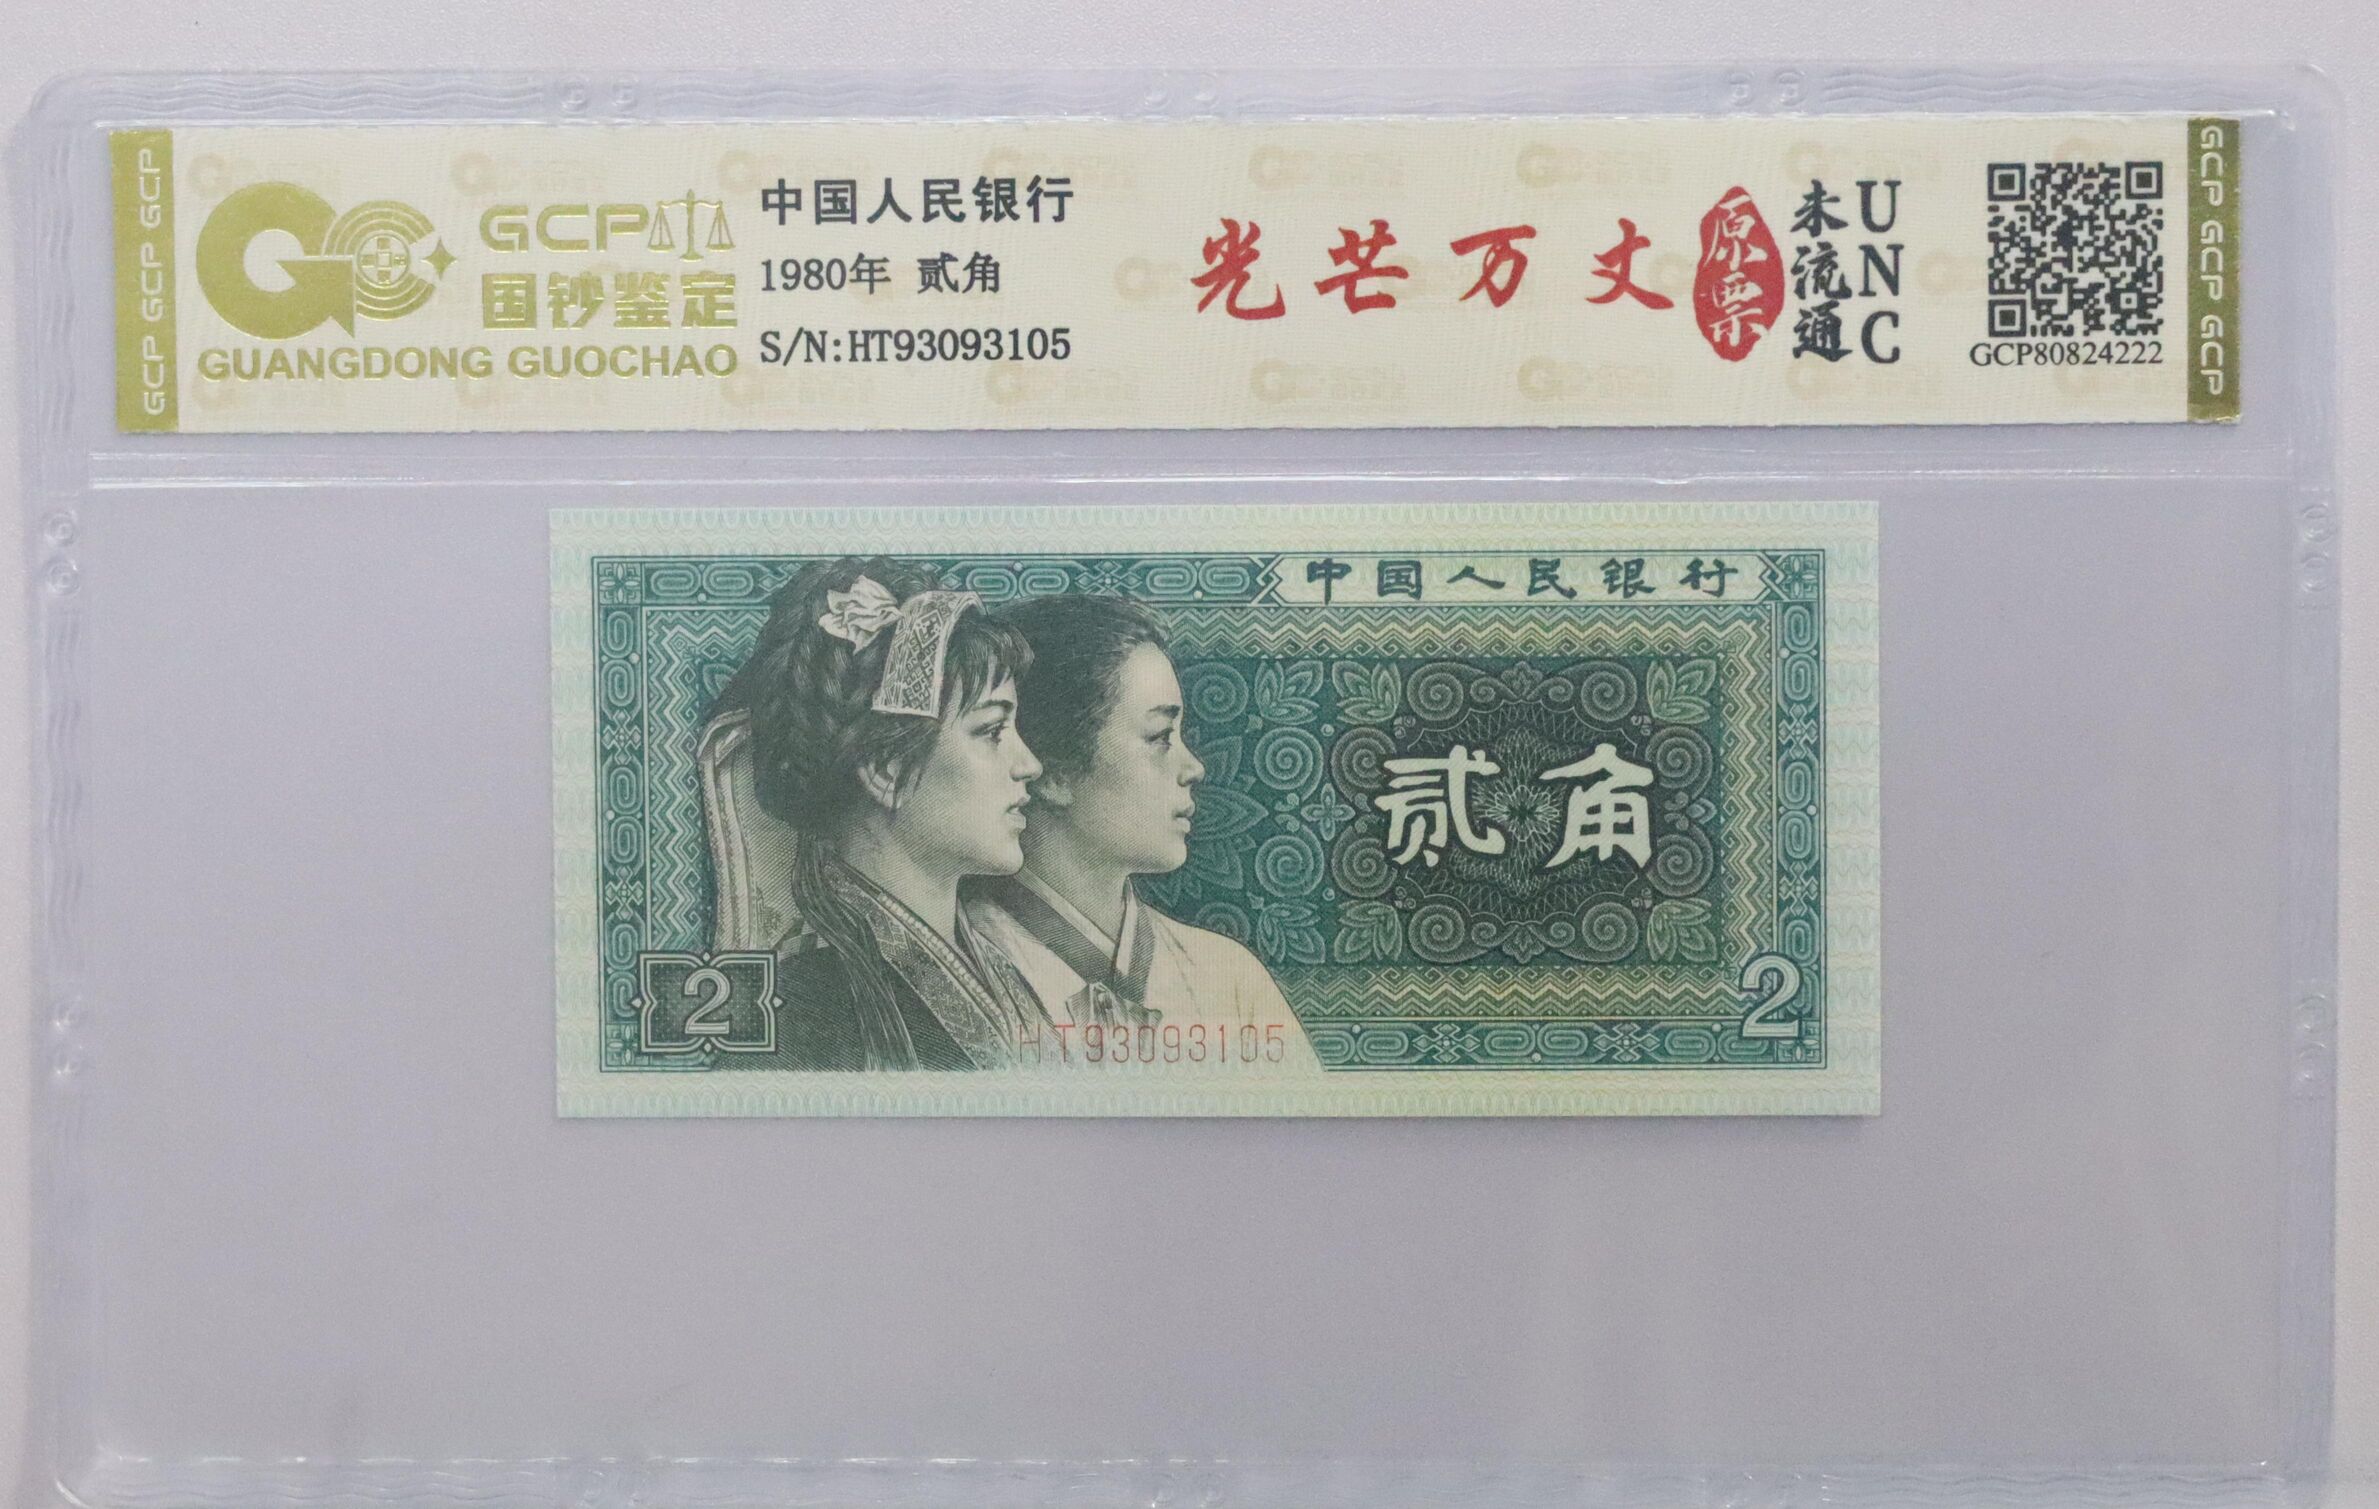 GCP GCP GCP
GCP
国钞鉴定
GUANGDONG GUOCHAO
中国人民银行
1980年 贰角
S/N:HT93093105
光芒万丈
原票
未流通
UNC
GCP80824222
GCP GCP GCP
中国人民银行
贰角
2
HT93093105
2